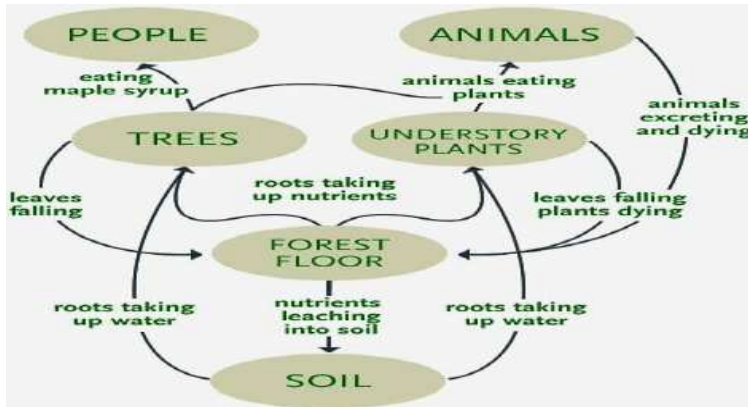 PEOPLE
ANIMALS
eating
maple syrup
animals eating
plants
animals
excreting
and dying
TREES
UNDERSTORY
PLANTS
leaves
falling
roots taking
up nutrients
leaves falling
plants dying
FOREST
FLOOR
roots taking
up water
nutrients
leaching
into soil
roots taking
up water
SOIL